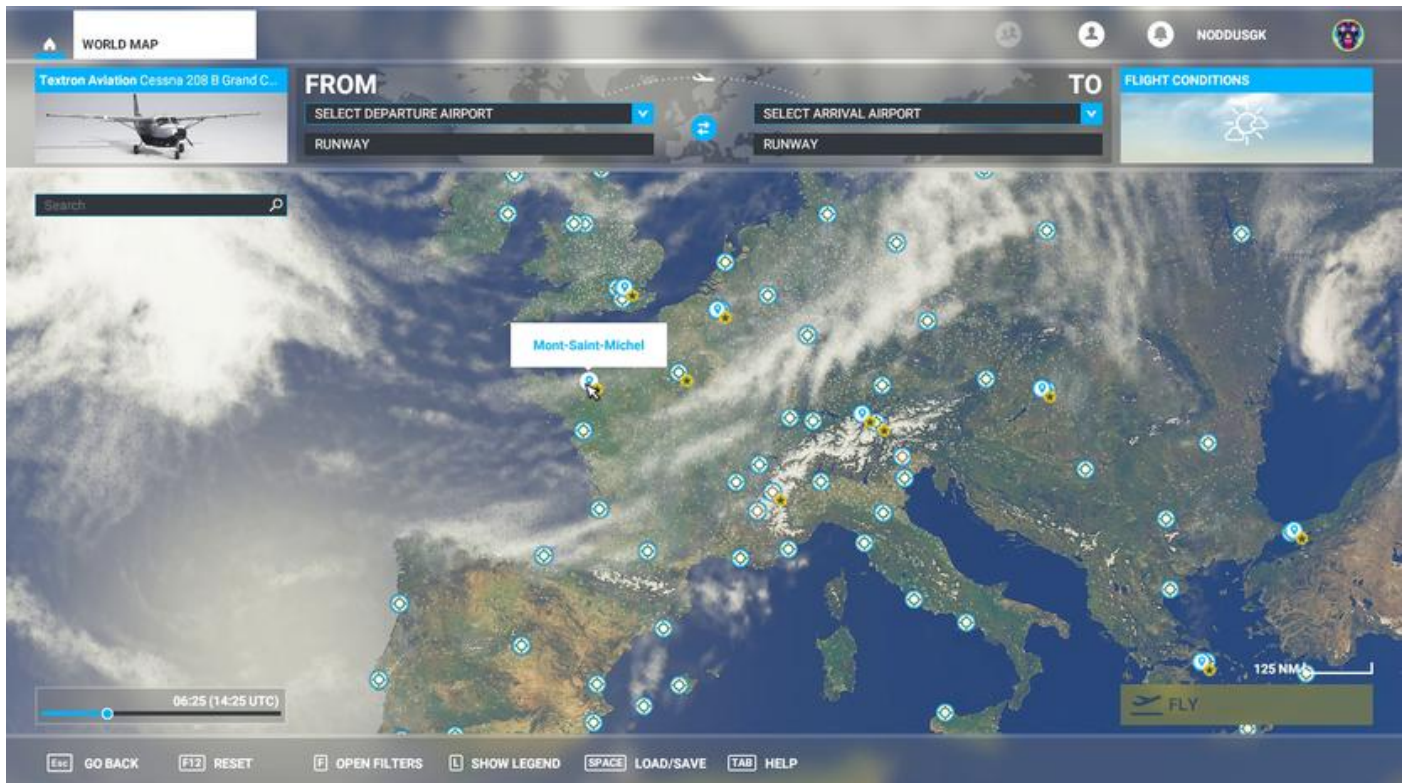 WORLD MAP
NODDUSGK
Textron Aviation Cessna 208 B Grand C...
FROM
TO
FLIGHT CONDITIONS
SELECT DEPARTURE AIRPORT
SELECT ARRIVAL AIRPORT
RUNWAY
RUNWAY
Search
Mont-Saint-Michel
125 NM
06:25 (14:25 UTC)
FLY
Esc GO BACK F12 RESET F OPEN FILTERS L SHOW LEGEND SPACE LOAD/SAVE TAB HELP